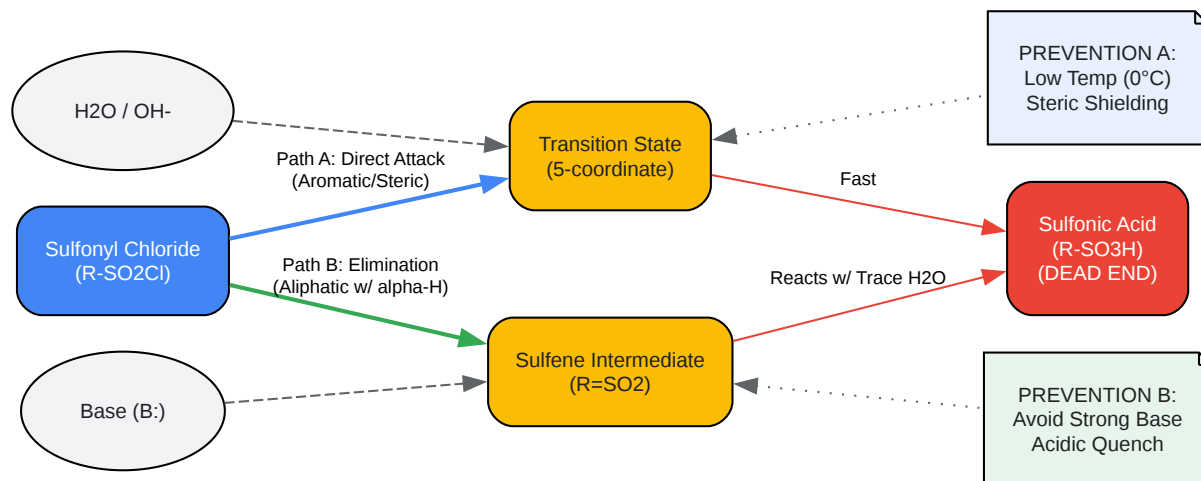 H2O / OH-
Path A: Direct Attack
(Aromatic/Steric)
Sulfonyl Chloride
(R-SO2Cl)
Path B: Elimination
(Aliphatic w/ alpha-H)
Base (B:)
Transition State
(5-coordinate)
Sulfene Intermediate
(R=SO2)
Fast
Reacts w/ Trace H2O
PREVENTION A:
Low Temp (0°C)
Steric Shielding
Sulfonic Acid
(R-SO3H)
(DEAD END)
PREVENTION B:
Avoid Strong Base
Acidic Quench